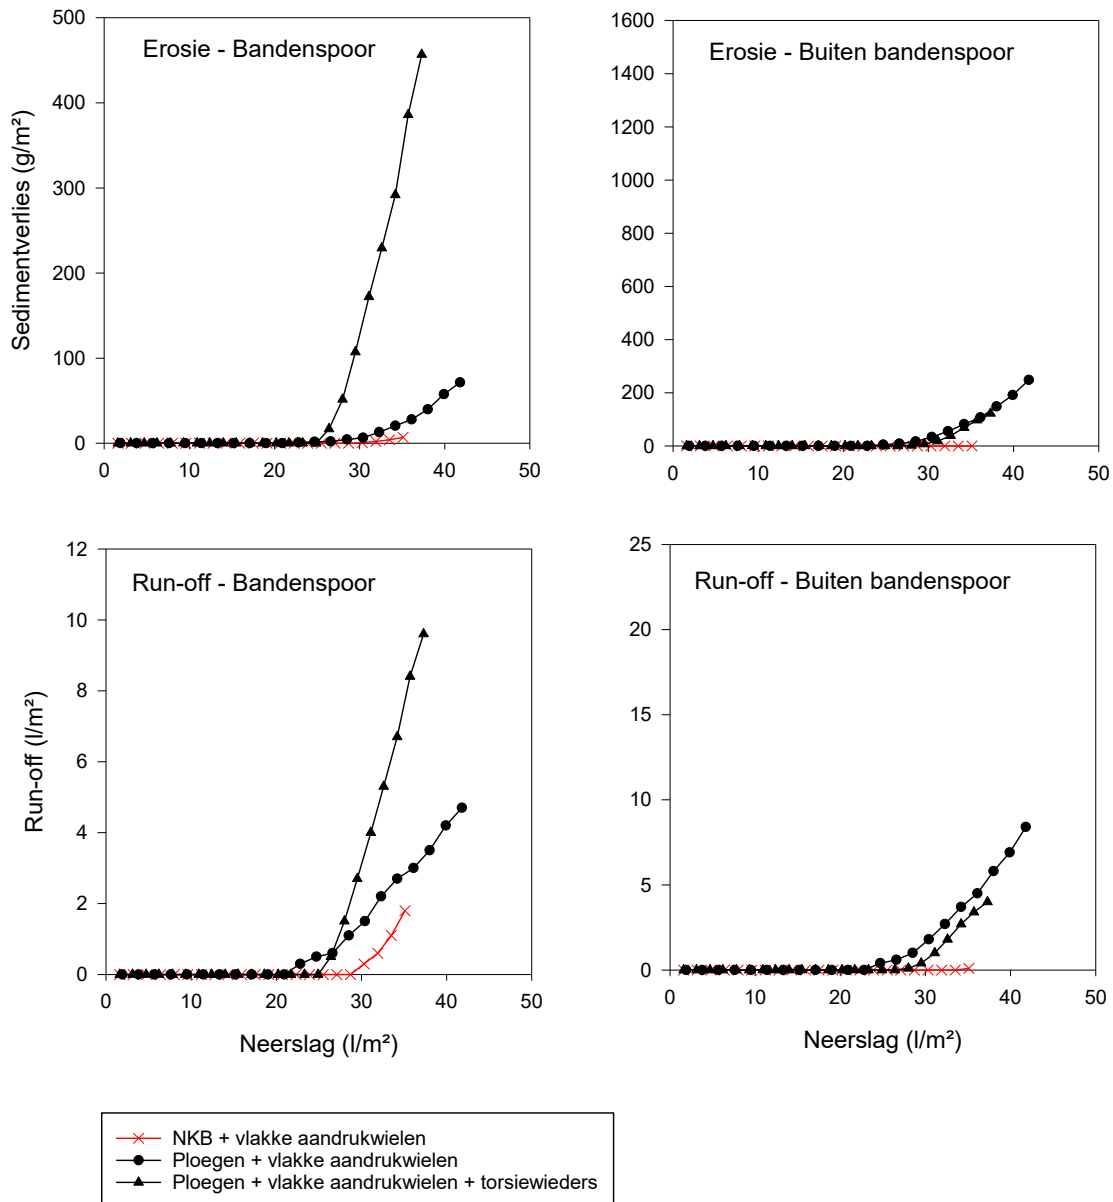 Erosie - Bandenspoor
Sedimentverlies (g/m²)
500
400
300
200
100
0
0 10 20 30 40 50
Erosie - Buiten bandenspoor
1600
1400
1200
1000
800
600
400
200
0
0 10 20 30 40 50
Run-off - Bandenspoor
Run-off (l/m²)
12
10
8
6
4
2
0
0 10 20 30 40 50
Neerslag (l/m²)
Run-off - Buiten bandenspoor
25
20
15
10
5
0
0 10 20 30 40 50
Neerslag (l/m²)
NKB + vlakke aandrukwielen
Ploegen + vlakke aandrukwielen
Ploegen + vlakke aandrukwielen + torsiewieders